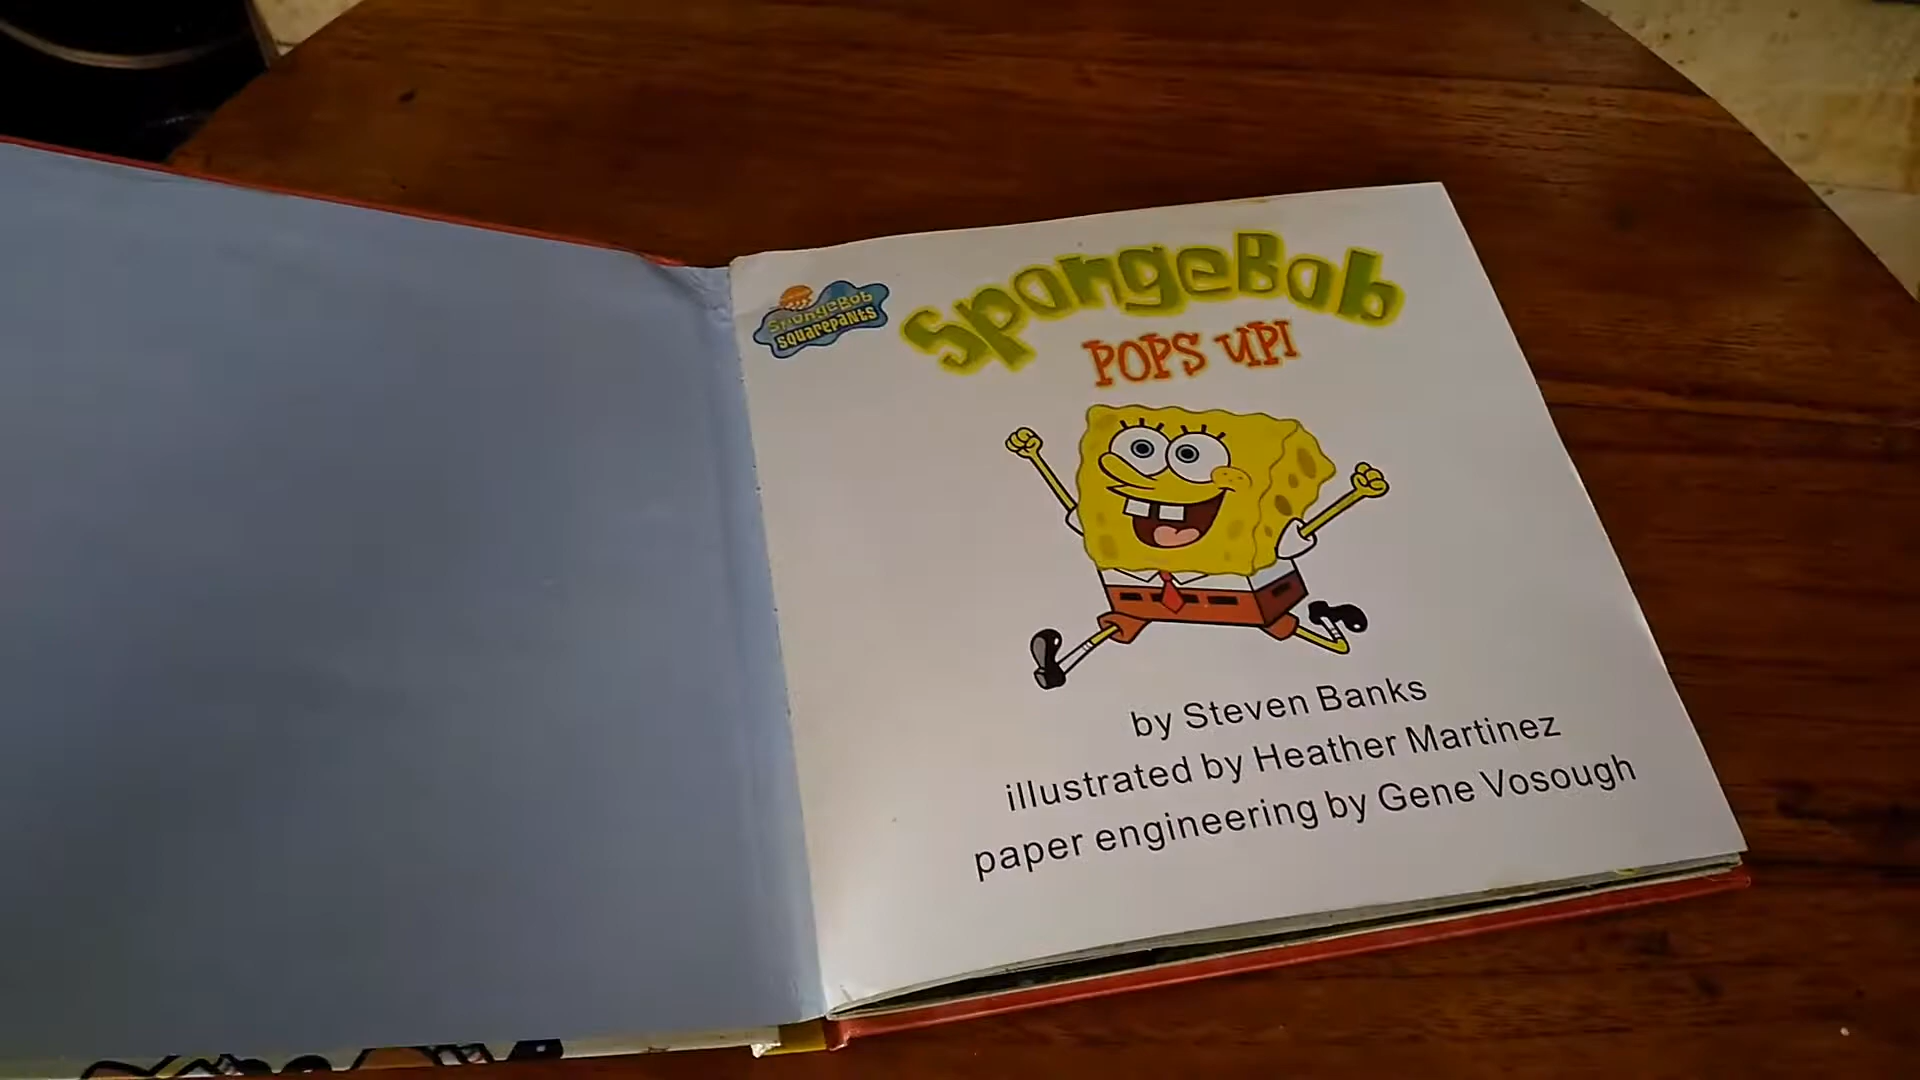 SpongeBob
SquarePants
SpongeBob
POPS UP!
by Steven Banks
illustrated by Heather Martinez
paper engineering by Gene Vosough